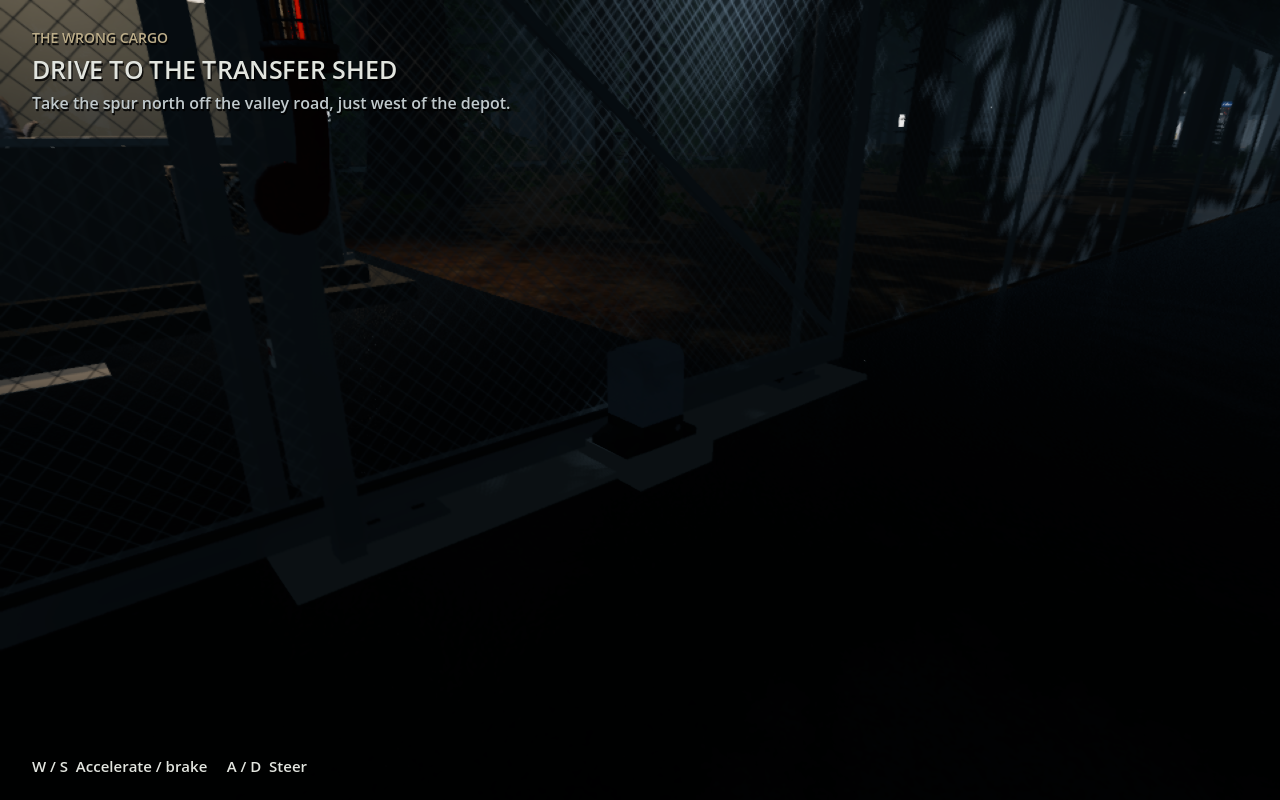 THE WRONG CARGO
DRIVE TO THE TRANSFER SHED
Take the spur north off the valley road, just west of the depot.
W / S Accelerate / brake A / D Steer